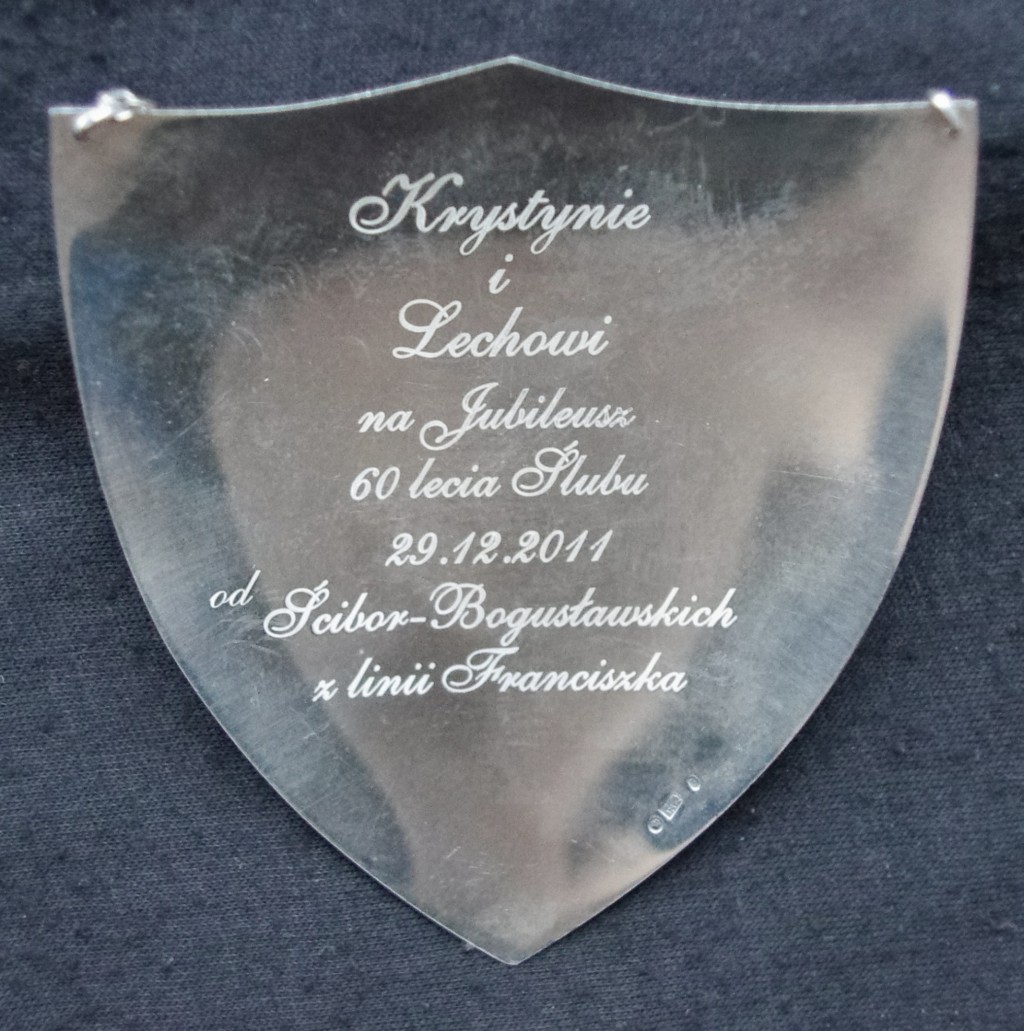 Krystynie
i
Lechowi
na Jubileusz
60 lecia Ślubu
29.12.2011
od Ścibor-Bogusławskich
z linii Franciszka